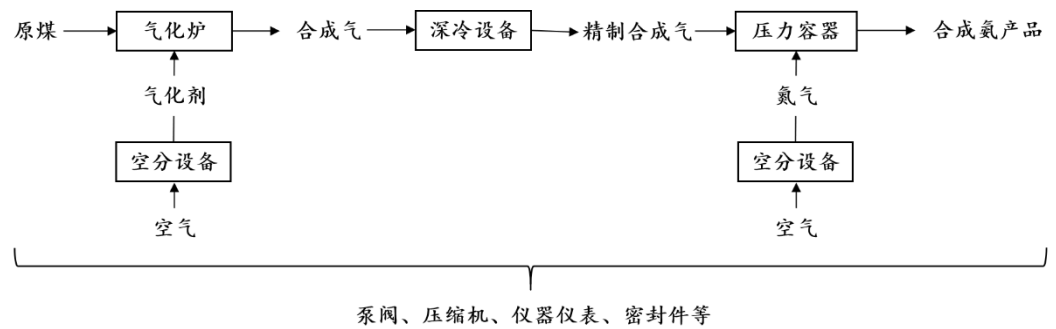 原煤 气化炉 合成气 深冷设备 精制合成气 压力容器 合成氨产品
气化剂 氮气
空分设备 空分设备
空气 空气
泵阀、压缩机、仪器仪表、密封件等